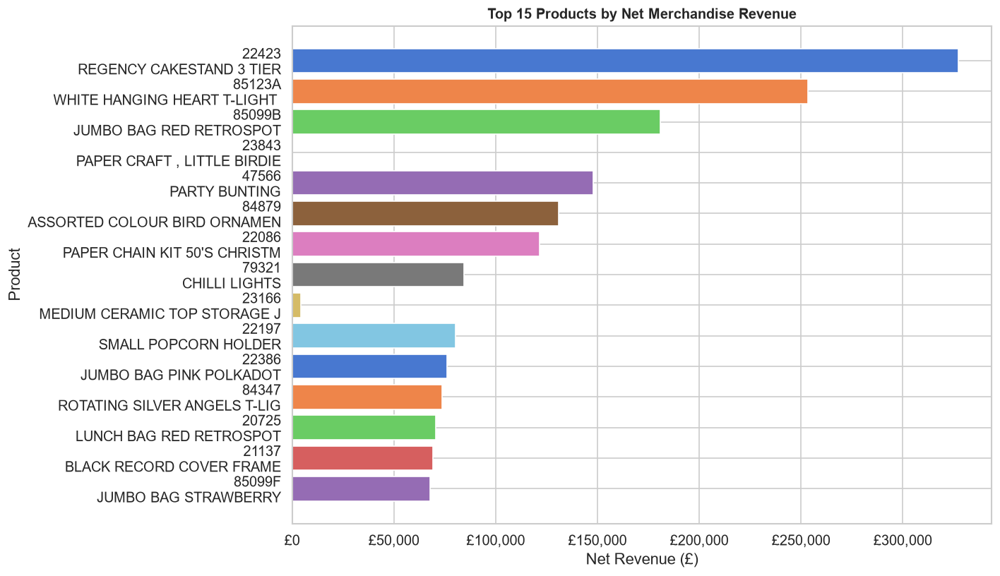 Top 15 Products by Net Merchandise Revenue
22423
REGENCY CAKESTAND 3 TIER
85123A
WHITE HANGING HEART T-LIGHT
85099B
JUMBO BAG RED RETROSPOT
23843
PAPER CRAFT , LITTLE BIRDIE
47566
PARTY BUNTING
84879
ASSORTED COLOUR BIRD ORNAMEN
22086
PAPER CHAIN KIT 50'S CHRISTM
79321
CHILLI LIGHTS
23166
MEDIUM CERAMIC TOP STORAGE J
22197
SMALL POPCORN HOLDER
22386
JUMBO BAG PINK POLKADOT
84347
ROTATING SILVER ANGELS T-LIG
20725
LUNCH BAG RED RETROSPOT
21137
BLACK RECORD COVER FRAME
85099F
JUMBO BAG STRAWBERRY
Product
£0 £50,000 £100,000 £150,000 £200,000 £250,000 £300,000
Net Revenue (£)